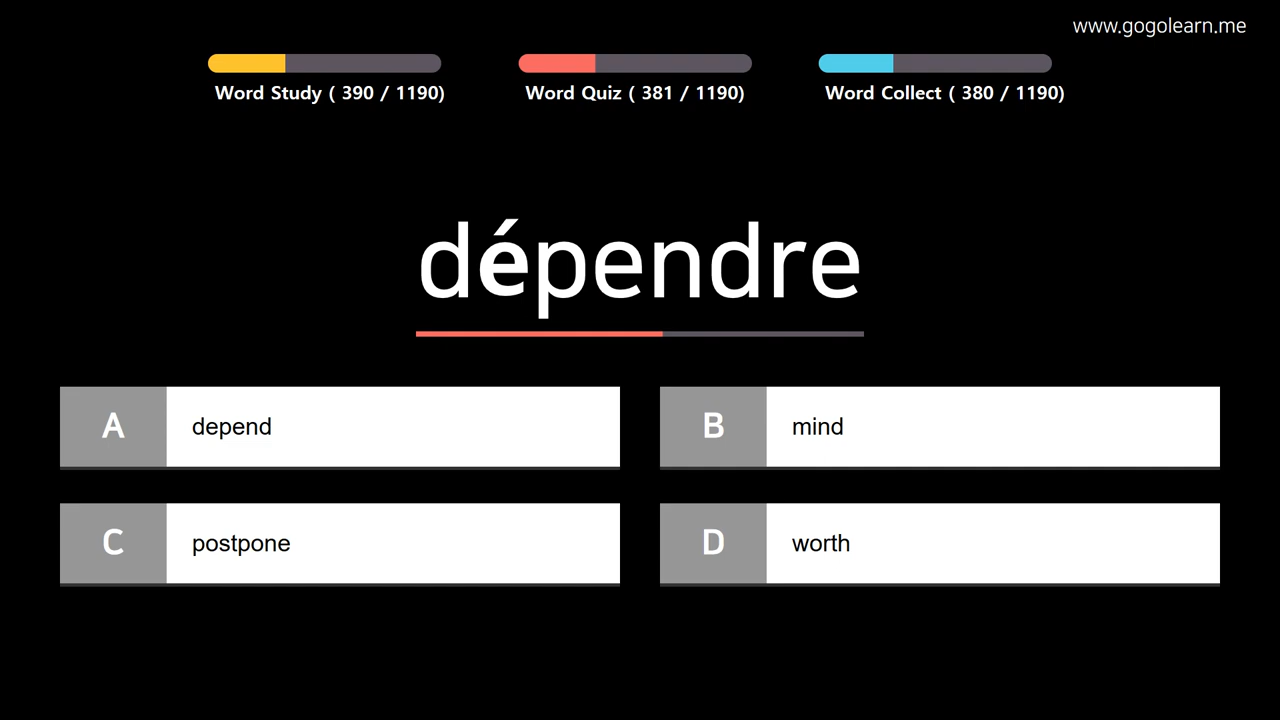 www.gogolearn.me
Word Study ( 390 / 1190)
Word Quiz ( 381 / 1190)
Word Collect ( 380 / 1190)
dépendre
A depend
B mind
C postpone
D worth